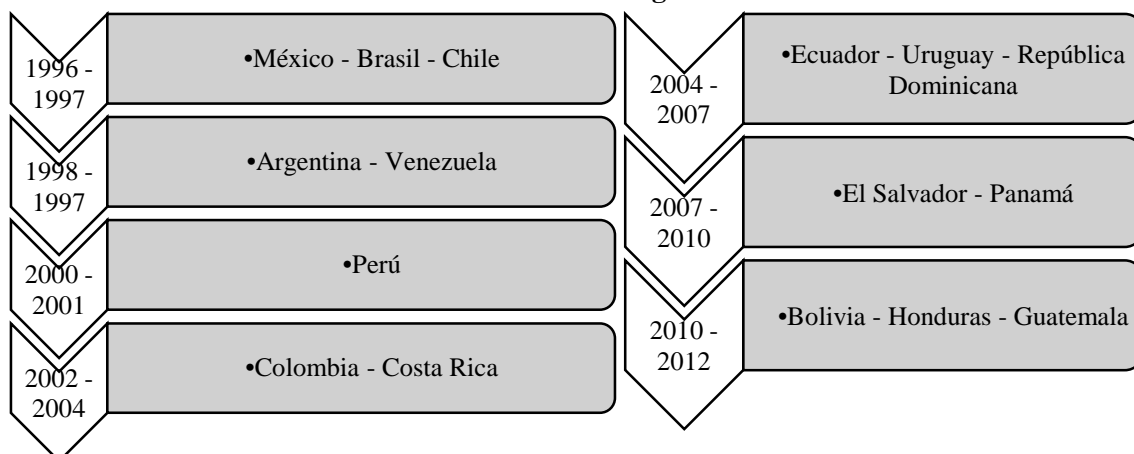 1996 -
1997
•México - Brasil - Chile
1998 -
1997
•Argentina - Venezuela
2000 -
2001
•Perú
2002 -
2004
•Colombia - Costa Rica
2004 -
2007
•Ecuador - Uruguay - República
Dominicana
2007 -
2010
•El Salvador - Panamá
2010 -
2012
•Bolivia - Honduras - Guatemala